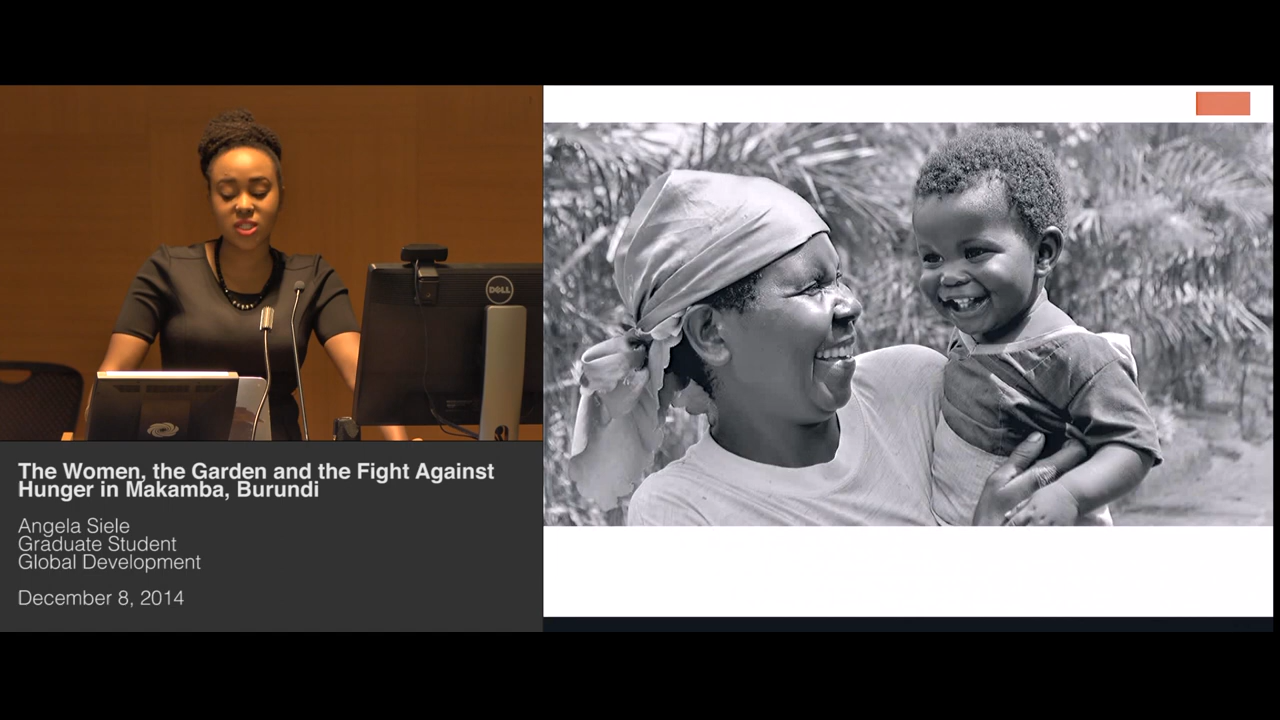 DELL
The Women, the Garden and the Fight Against
Hunger in Makamba, Burundi
Angela Siele
Graduate Student
Global Development
December 8, 2014